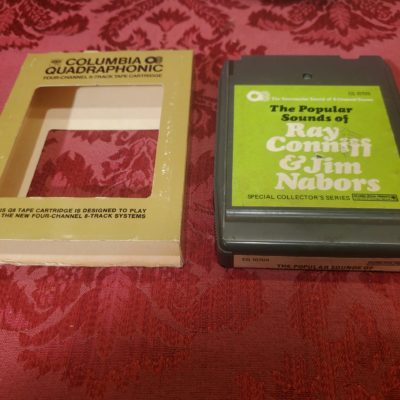 COLUMBIA
QUADRAPHONIC
FOUR-CHANNEL 8-TRACK TAPE CARTRIDGE
IS Q8 TAPE CARTRIDGE IS DESIGNED TO PLAY
THE NEW FOUR-CHANNEL 8-TRACK SYSTEMS
The Popular
Sounds of
Ray
Conniff
& Jim
Nabors
SPECIAL COLLECTOR'S SERIES
THE POPULAR SOUNDS OF